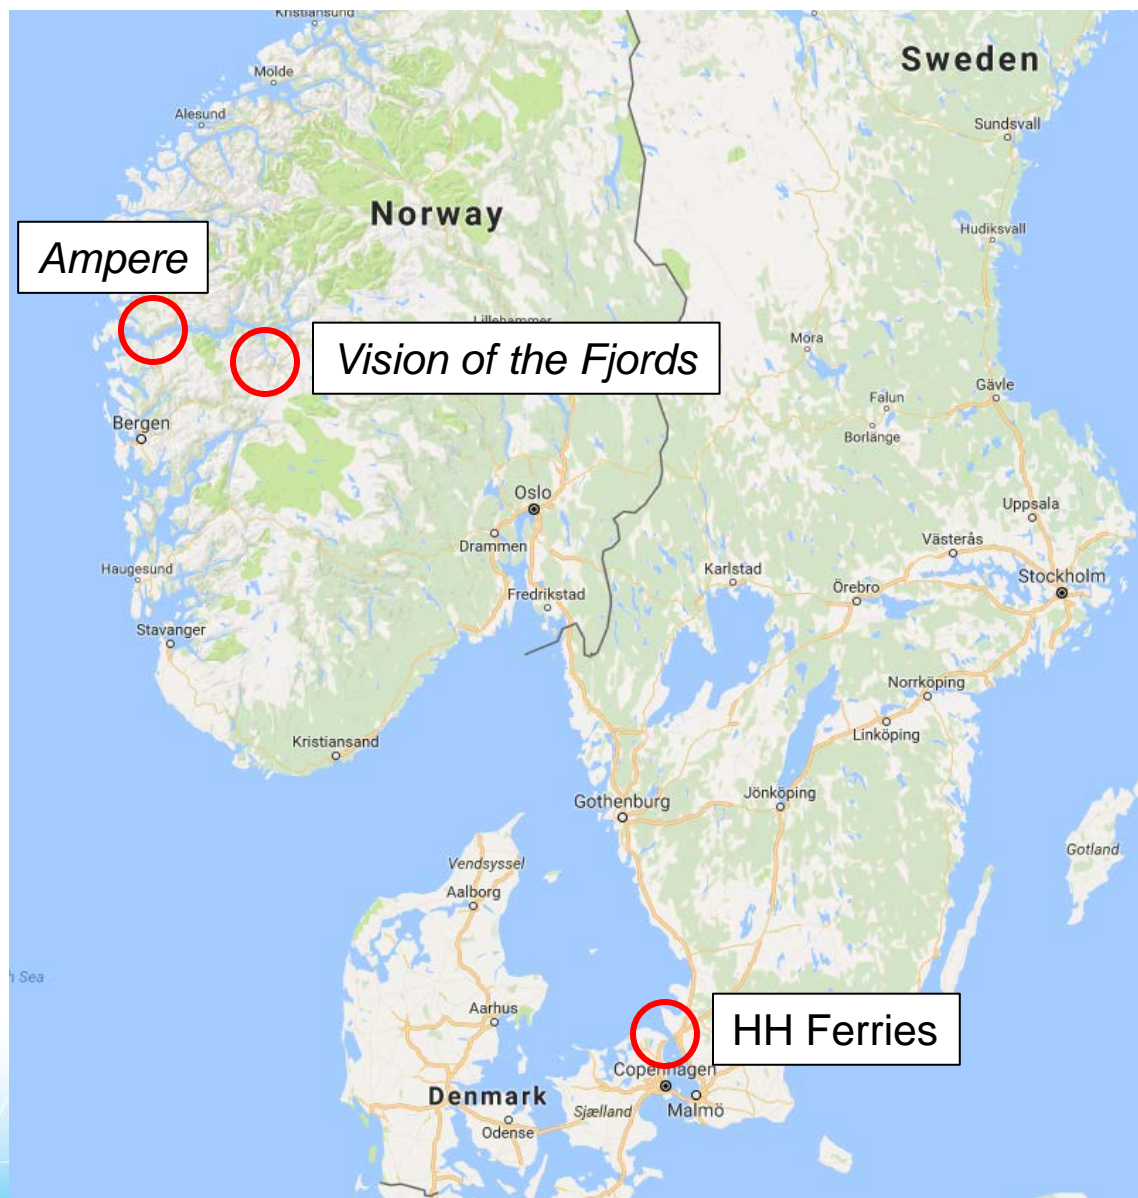 Kristiansund
Molde
Alesund
Sweden
Sundsvall
Norway
Hudiksvall
Ampere
Lillehammer
Vision of the Fjords
Mora
Gävle
Falun
Bergen
Borlänge
Oslo
Uppsala
Drammen
Västerås
Haugesund
Karlstad
Stockholm
Fredrikstad
Örebro
Stavanger
Norrköping
Linköping
Kristiansand
Jönköping
Gothenburg
Gotland
Vendsyssel
Aalborg
h Sea
Aarhus
HH Ferries
Copenhagen
Denmark
Sjælland
Malmö
Odense